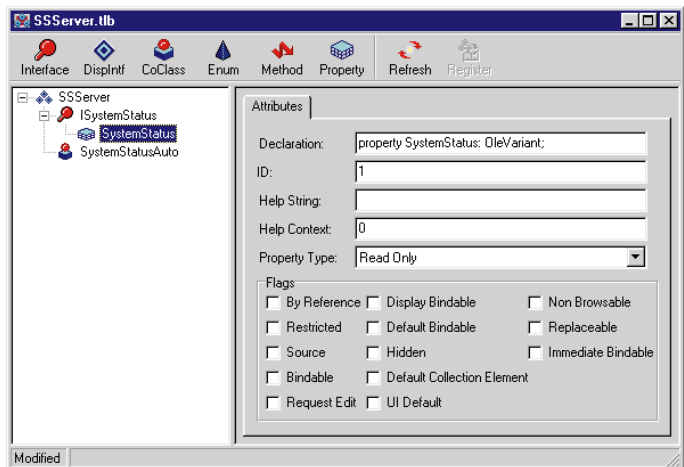 SSServer.tlb
Interface DispIntf CoClass Enum Method Property Refresh Register
SSServer
ISystemStatus
SystemStatus
SystemStatusAuto
Attributes
Declaration: property SystemStatus: OleVariant;
ID: 1
Help String:
Help Context: 0
Property Type: Read Only
Flags
By Reference Display Bindable Non Browsable
Restricted Default Bindable Replaceable
Source Hidden Immediate Bindable
Bindable Default Collection Element
Request Edit UI Default
Modified